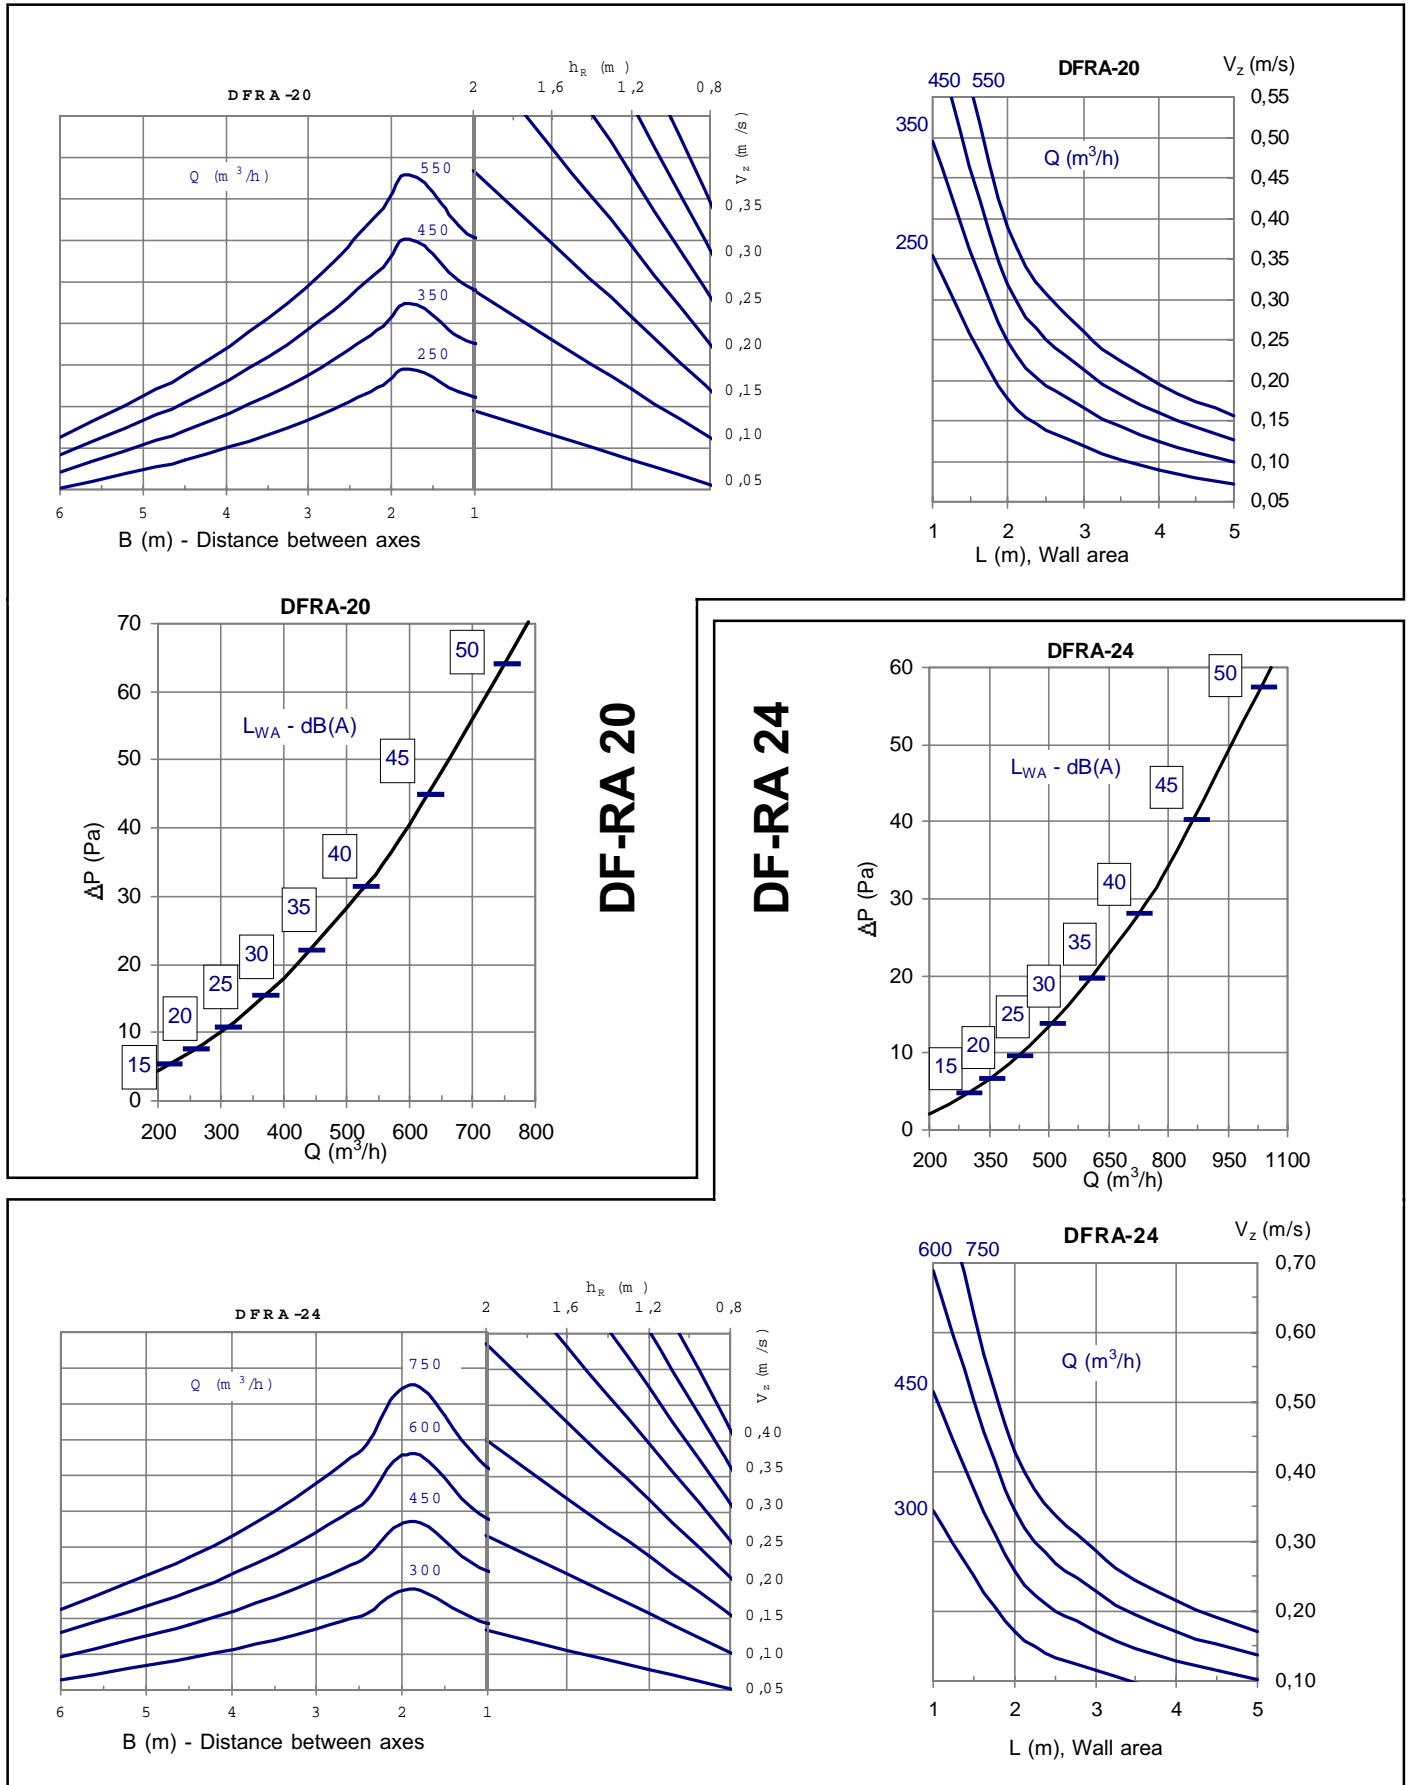 DFRA-20
h_R (m )
2 1,6 1,2 0,8
Q (m ³/h)
550
450
350
250
V_z (m /s)
0,35
0,30
0,25
0,20
0,15
0,10
0,05
6 5 4 3 2 1
B (m) - Distance between axes
DFRA-20
V_z (m/s)
450 550
350
250
Q (m³/h)
0,55
0,50
0,45
0,40
0,35
0,30
0,25
0,20
0,15
0,10
0,05
1 2 3 4 5
L (m), Wall area
DFRA-20
70
60
50
40
30
20
10
0
ΔP (Pa)
L_WA - dB(A)
50
45
40
35
30
25
20
15
200 300 400 500 600 700 800
Q (m³/h)
DF-RA 20
DF-RA 24
DFRA-24
60
50
40
30
20
10
0
ΔP (Pa)
L_WA - dB(A)
50
45
40
35
30
25
20
15
200 350 500 650 800 950 1100
Q (m³/h)
DFRA-24
h_R (m )
2 1,6 1,2 0,8
Q (m ³/h)
750
600
450
300
V_z (m /s)
0,40
0,35
0,30
0,25
0,20
0,15
0,10
0,05
6 5 4 3 2 1
B (m) - Distance between axes
DFRA-24
V_z (m/s)
600 750
450
300
Q (m³/h)
0,70
0,60
0,50
0,40
0,30
0,20
0,10
1 2 3 4 5
L (m), Wall area